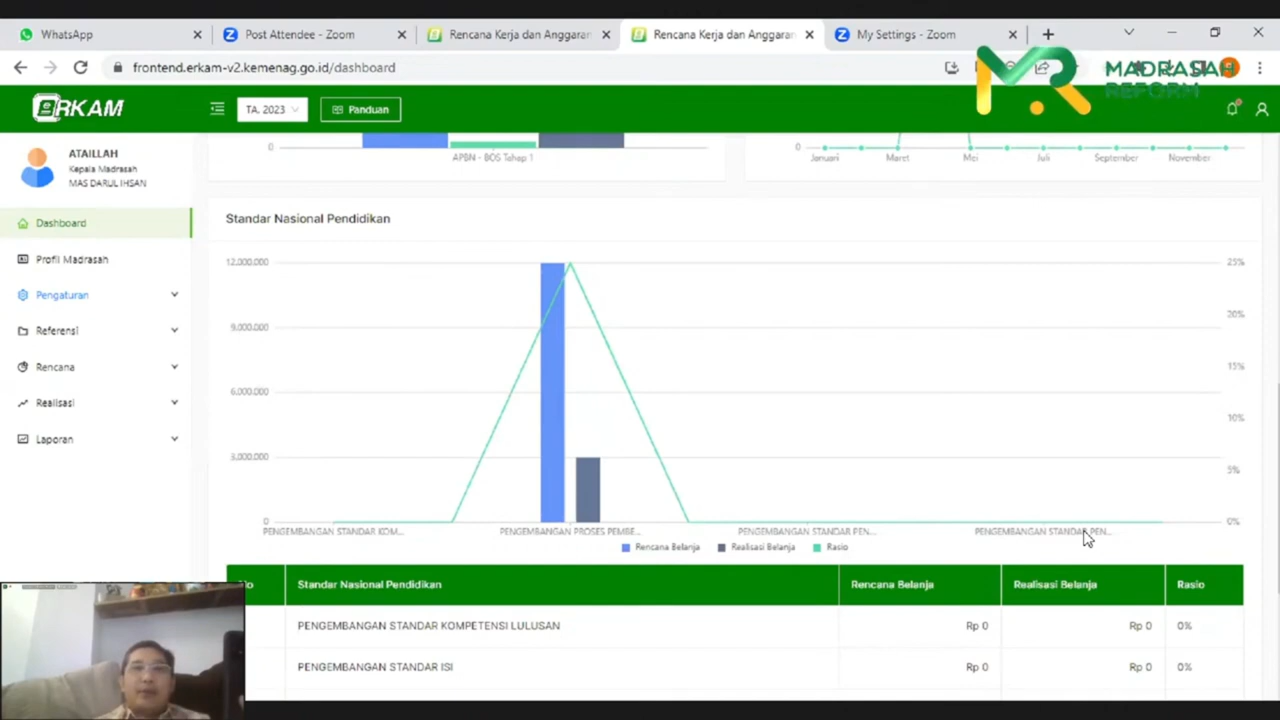 WhatsApp
Post Attendee - Zoom
Rencana Kerja dan Anggaran
Rencana Kerja dan Anggaran
My Settings - Zoom
frontend.erkam-v2.kemenag.go.id/dashboard
MADRASAH
REFORM
eRKAM
TA. 2023
Panduan
ATAILLAH
Kepala Madrasah
MAS DARUL IHSAN
Dashboard
Profil Madrasah
Pengaturan
Referensi
Rencana
Realisasi
Laporan
0
APBN - BOS Tahap 1
0
Januari Maret Mei Juli September November
Standar Nasional Pendidikan
12.000.000 25%
9.000.000 20%
6.000.000 15%
10%
3.000.000 5%
0 0%
PENGEMBANGAN STANDAR KOM... PENGEMBANGAN PROSES PEMBE... PENGEMBANGAN STANDAR PEN... PENGEMBANGAN STANDAR PEN...
Rencana Belanja Realisasi Belanja Rasio
No Standar Nasional Pendidikan Rencana Belanja Realisasi Belanja Rasio
PENGEMBANGAN STANDAR KOMPETENSI LULUSAN Rp 0 Rp 0 0%
PENGEMBANGAN STANDAR ISI Rp 0 Rp 0 0%